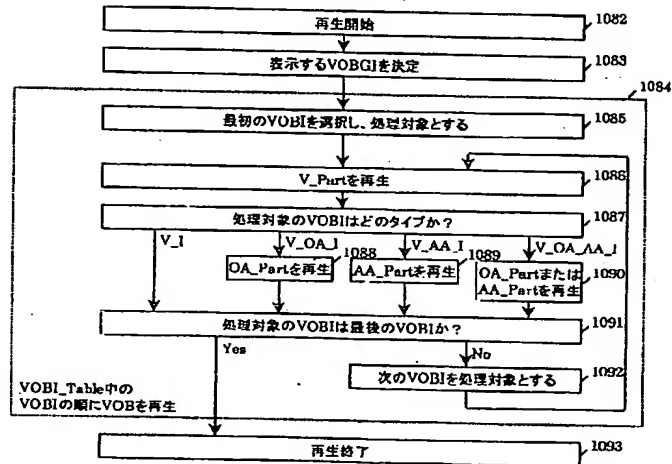 再生開始
1082
表示するVOBGIを決定
1083
1084
最初のVOBIを選択し、処理対象とする
1085
V_Partを再生
1086
処理対象のVOBIはどのタイプか?
1087
V_I
V_OA_I
V_AA_I
V_OA_AA_I
1088
OA_Partを再生
1089
AA_Partを再生
1090
OA_Partまたは
AA_Partを再生
処理対象のVOBIは最後のVOBIか?
1091
Yes
No
1092
次のVOBIを処理対象とする
VOBI_Table中の
VOBIの順にVOBを再生
再生終了
1093